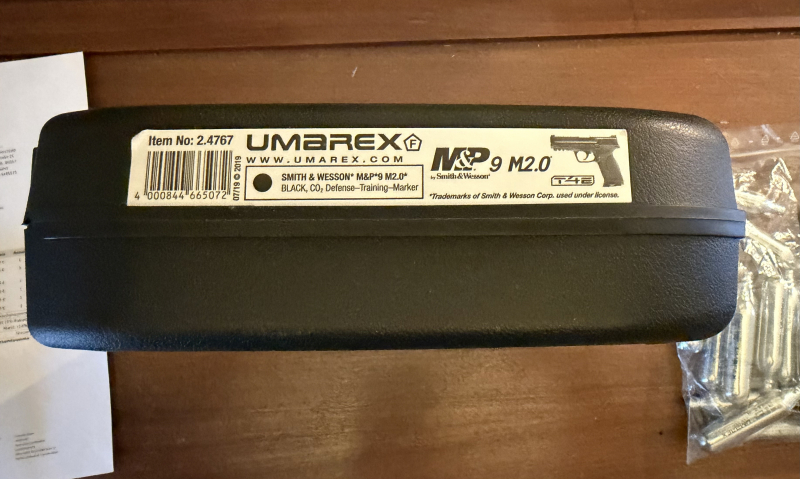 Item No: 2.4767
4 000844 665072
07/19 © 2019
UMAREX F
WWW.UMAREX.COM
SMITH & WESSON® M&P®9 M2.0®
BLACK, CO₂ Defense–Training–Marker
M&P 9 M2.0®
by Smith & Wesson®
T4E
*Trademarks of Smith & Wesson Corp. used under license.